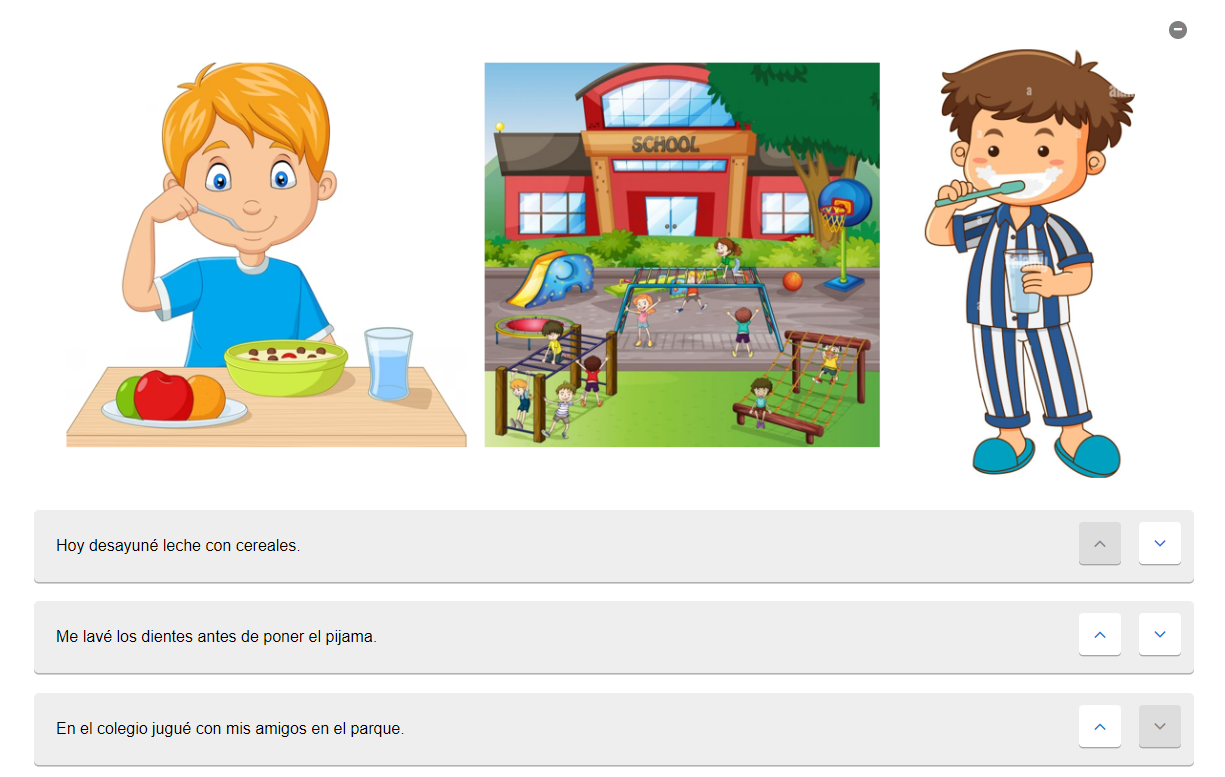 SCHOOL
Hoy desayuné leche con cereales.
Me lavé los dientes antes de poner el pijama.
En el colegio jugué con mis amigos en el parque.